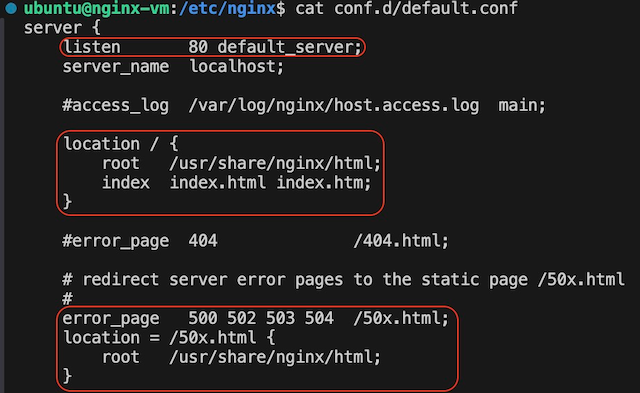 ubuntu@nginx-vm:/etc/nginx$ cat conf.d/default.conf
server {
    listen       80 default_server;
    server_name  localhost;

    #access_log  /var/log/nginx/host.access.log  main;

    location / {
        root   /usr/share/nginx/html;
        index  index.html index.htm;
    }

    #error_page  404              /404.html;

    # redirect server error pages to the static page /50x.html
    #
    error_page   500 502 503 504  /50x.html;
    location = /50x.html {
        root   /usr/share/nginx/html;
    }